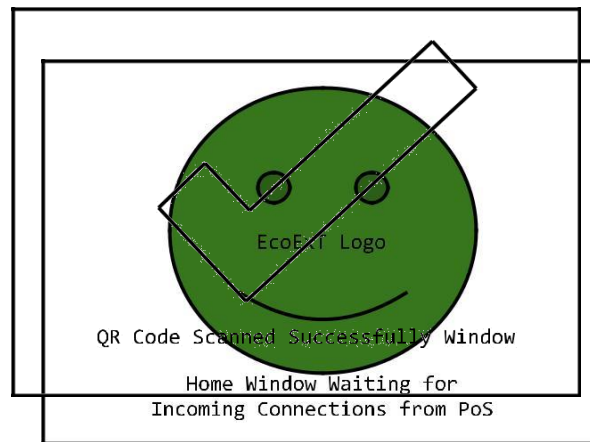 EcoExT Logo
QR Code Scanned Successfully Window
Home Window Waiting for
Incoming Connections from PoS